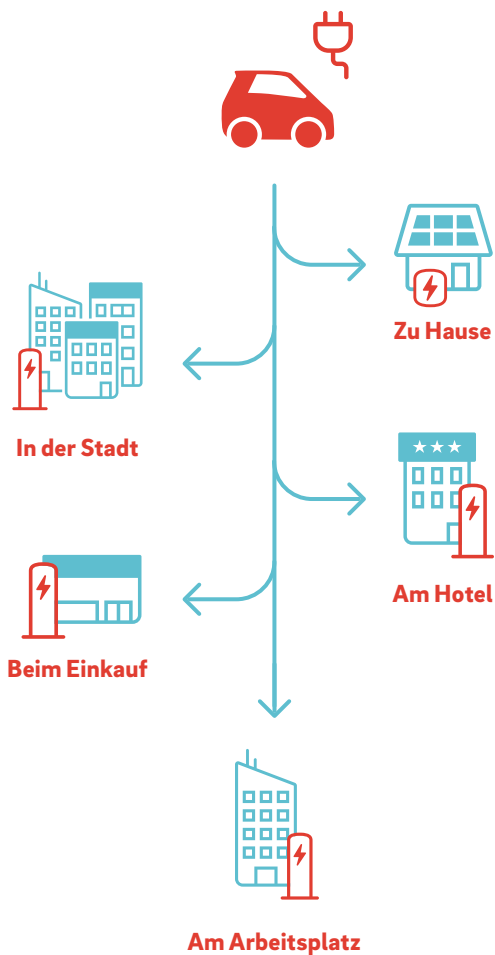 Zu Hause
In der Stadt
Am Hotel
Beim Einkauf
Am Arbeitsplatz